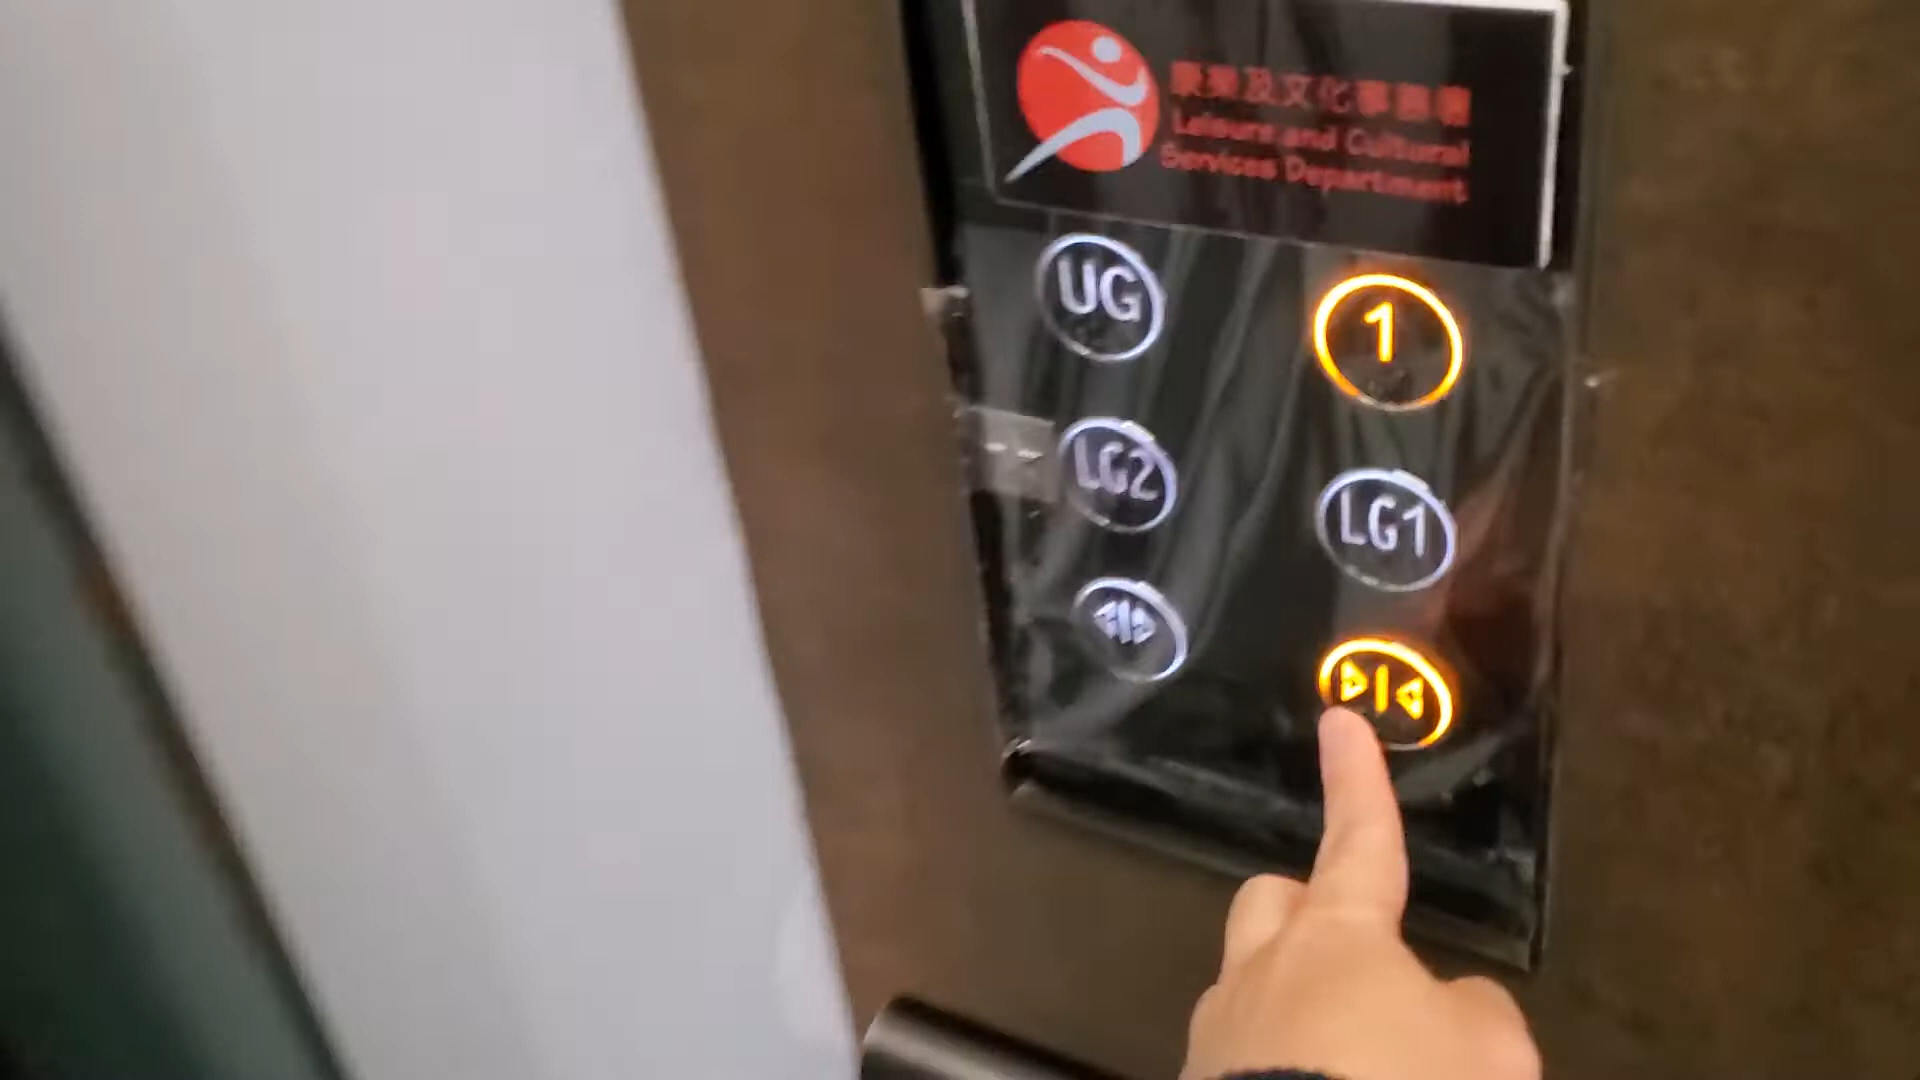 康樂及文化事務署
Leisure and Cultural
Services Department
UG
1
LG2
LG1